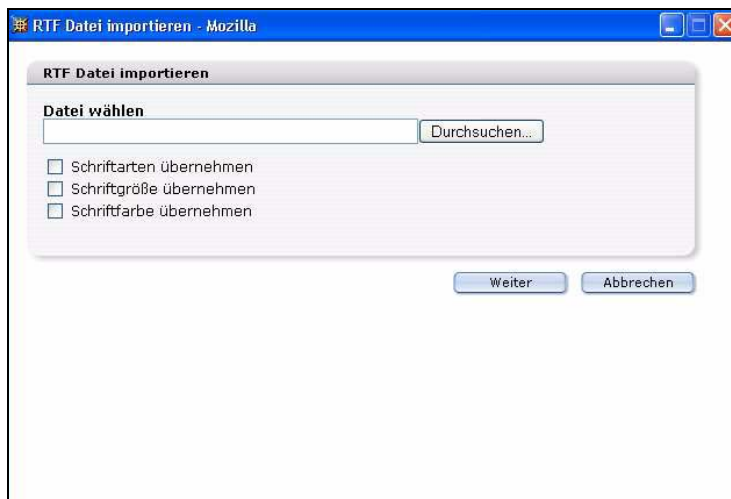 RTF Datei importieren - Mozilla
RTF Datei importieren
Datei wählen
Durchsuchen...
Schriftarten übernehmen
Schriftgröße übernehmen
Schriftfarbe übernehmen
Weiter Abbrechen